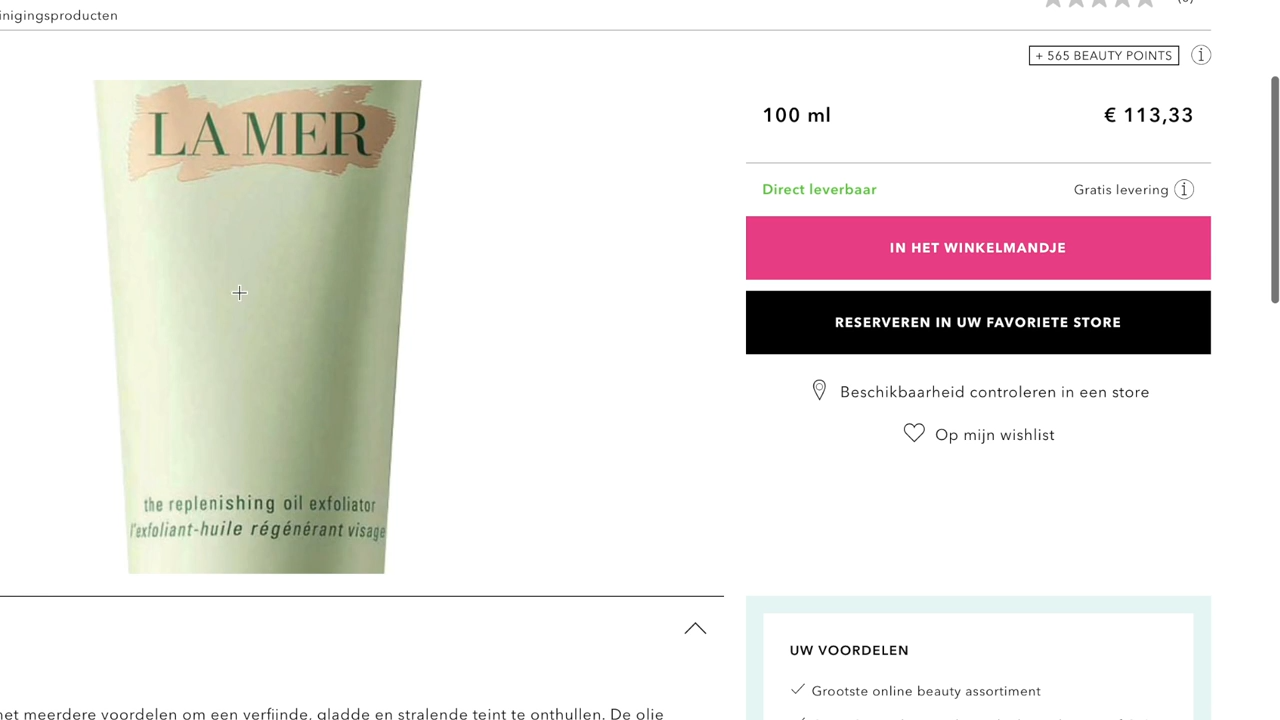 + 565 BEAUTY POINTS
100 ml
€ 113,33
Direct leverbaar
Gratis levering
IN HET WINKELMANDJE
RESERVEREN IN UW FAVORIETE STORE
Beschikbaarheid controleren in een store
Op mijn wishlist
LA MER
the replenishing oil exfoliator
l'exfoliant-huile régénérant visage
UW VOORDELEN
Grootste online beauty assortiment
meerdere voordelen om een verfijnde, gladde en stralende teint te onthullen. De olie